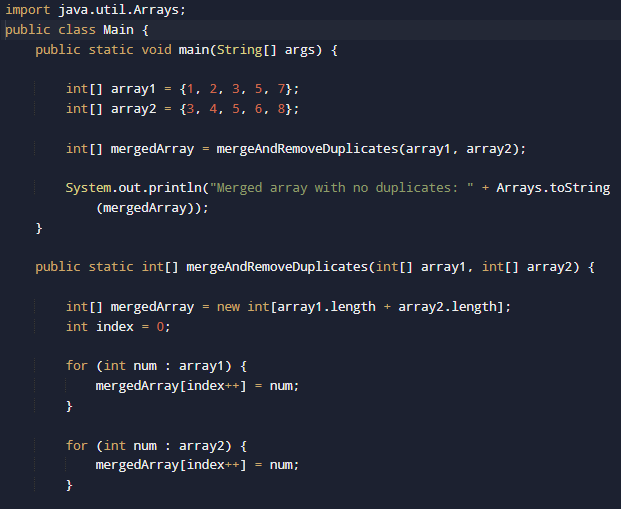 import java.util.Arrays;
public class Main {
public static void main(String[] args) {
int[] array1 = {1, 2, 3, 5, 7};
int[] array2 = {3, 4, 5, 6, 8};
int[] mergedArray = mergeAndRemoveDuplicates(array1, array2);
System.out.println("Merged array with no duplicates: " + Arrays.toString
(mergedArray));
}
public static int[] mergeAndRemoveDuplicates(int[] array1, int[] array2) {
int[] mergedArray = new int[array1.length + array2.length];
int index = 0;
for (int num : array1) {
mergedArray[index++] = num;
}
for (int num : array2) {
mergedArray[index++] = num;
}